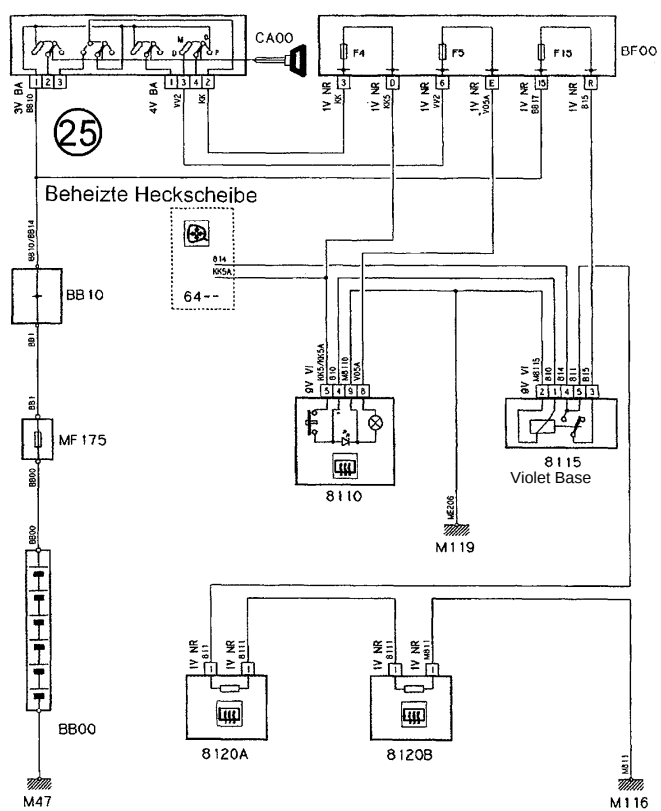 CA00
M D
D P
F4 F5 F15
BF00
1 2 3 1 3 4 2
3 D 6 E 15 R
3V BA
BB10
4V BA
VV2
KK
1V NR
KK
1V NR
KK5
1V NR
VV2
1V NR
V05A
1V NR
BB17
1V NR
B15
25
Beheizte Heckscheibe
BB10/BB14
814
KK5A
64--
BB10
BB1
BB1
MF175
BB00
BB00
BB00
M47
9V VI
KK5/KK5A
810
M8110
V05A
5 4 9 8
8110
9V VI
M8115
810
814
811
B15
2 1 4 5 3
8115
Violet Base
ME206
M119
1V NR
811
1V NR
8111
1V NR
8111
1V NR
M811
1 1 1 1
8120A
8120B
M811
M116